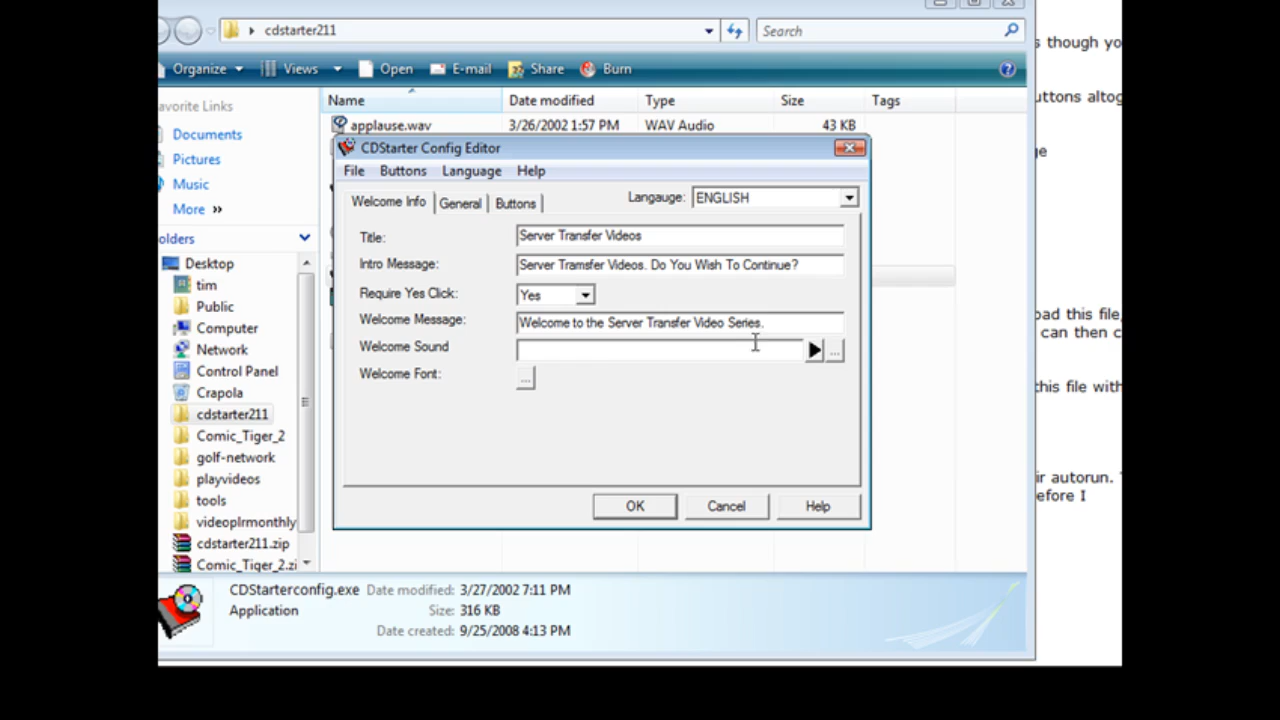 cdstarter211
Search
s though yo
Organize Views Open E-mail Share Burn
avorite Links
Name Date modified Type Size Tags
uttons altog
applause.wav 3/26/2002 1:57 PM WAV Audio 43 KB
Documents
CDStarter Config Editor
ge
Pictures
File Buttons Language Help
Music
Welcome Info General Buttons
Langauge: ENGLISH
More »
olders
Title: Server Transfer Videos
Desktop
Intro Message: Server Tramsfer Videos. Do You Wish To Continue?
tim
Require Yes Click: Yes
Public
oad this file,
Welcome Message: Welcome to the Server Transfer Video Series.
Computer
can then c
Welcome Sound ...
Network
Welcome Font: ...
Control Panel
this file with
Crapola
cdstarter211
Comic_Tiger_2
golf-network
playvideos
ir autorun.
tools
efore I
OK Cancel Help
videoplrmonthly
cdstarter211.zip
Comic_Tiger_2.zi
CDStarterconfig.exe Date modified: 3/27/2002 7:11 PM
Application Size: 316 KB
Date created: 9/25/2008 4:13 PM